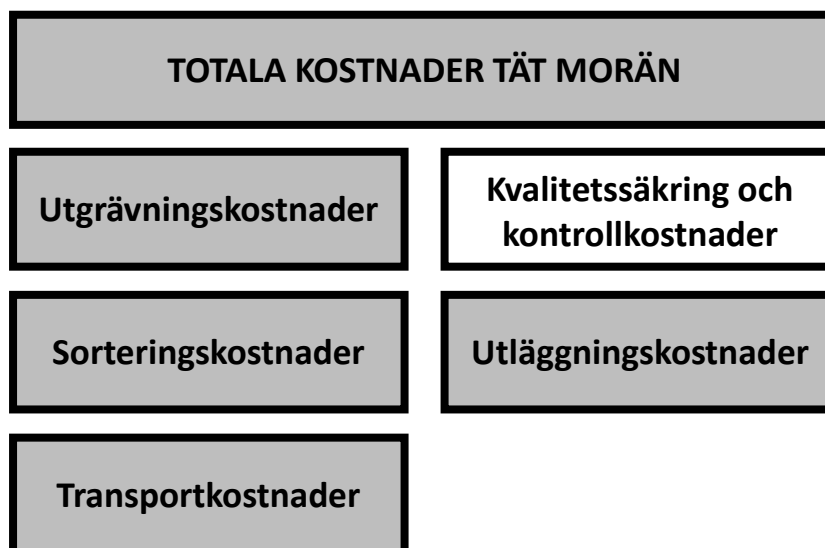 TOTALA KOSTNADER TÄT MORÄN
Utgrävningskostnader
Kvalitetssäkring och
kontrollkostnader
Sorteringskostnader
Utläggningskostnader
Transportkostnader